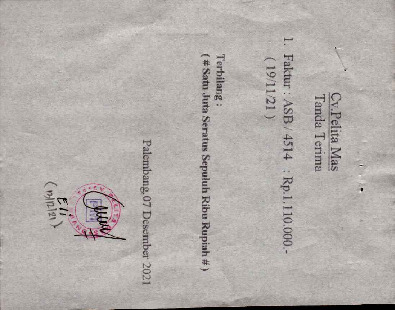 Cv.Pelita Mas
Tanda Terima
1. Faktur : ASB / 4514 : Rp.1.110.000.-
( 19/11/21 )
Terbilang :
( # Satu Juta Seratus Sepuluh Ribu Rupiah # )
Palembang,07 Desember 2021